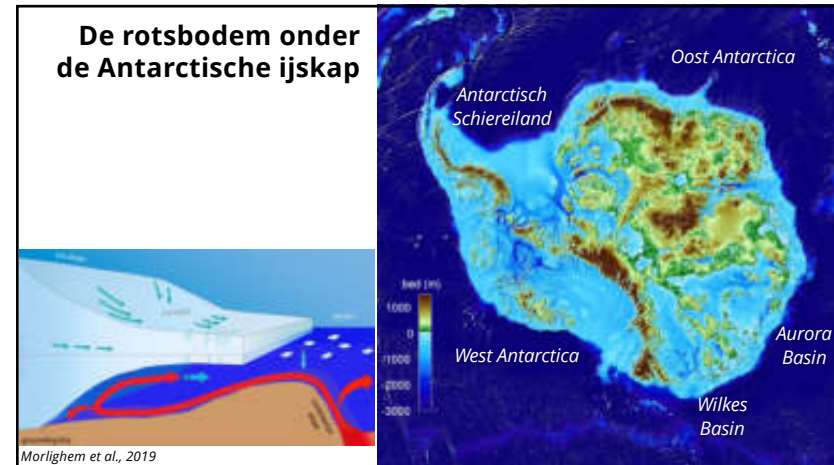 De rotsbodem onder
de Antarctische ijskap
Oost Antarctica
Antarctisch
Schiereiland
bed (m)
1000
0
-1000
-2000
-3000
West Antarctica
Aurora
Basin
Wilkes
Basin
Morlighem et al., 2019